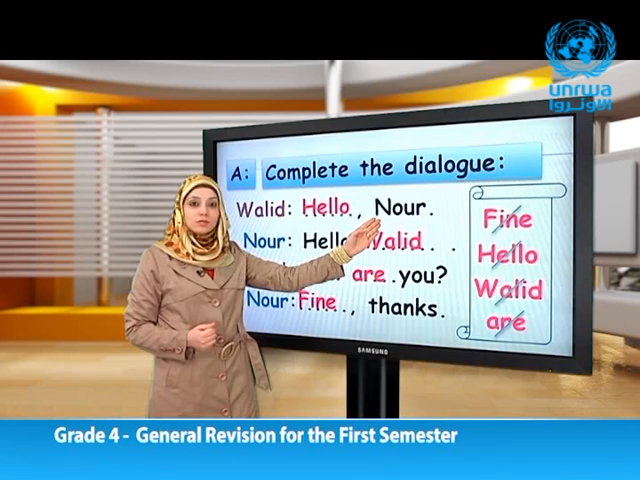 unrwa
الأونروا
A: Complete the dialogue:
Walid: Hello, Nour.
Nour: Hello Walid.
are you?
Nour: Fine, thanks.
Fine
Hello
Walid
are
SAMSUNG
Grade 4 - General Revision for the First Semester